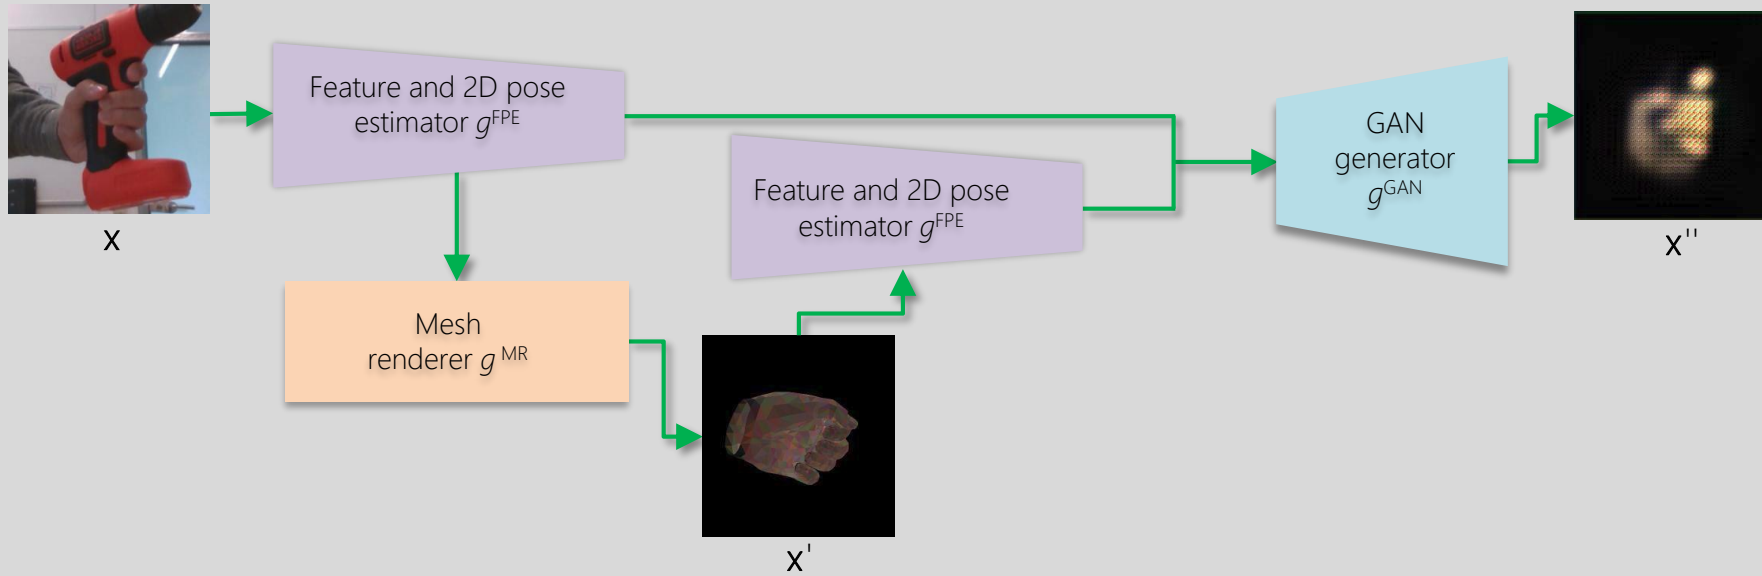 x
Feature and 2D pose
estimator g^FPE
Mesh
renderer g^MR
x'
Feature and 2D pose
estimator g^FPE
GAN
generator
g^GAN
x''